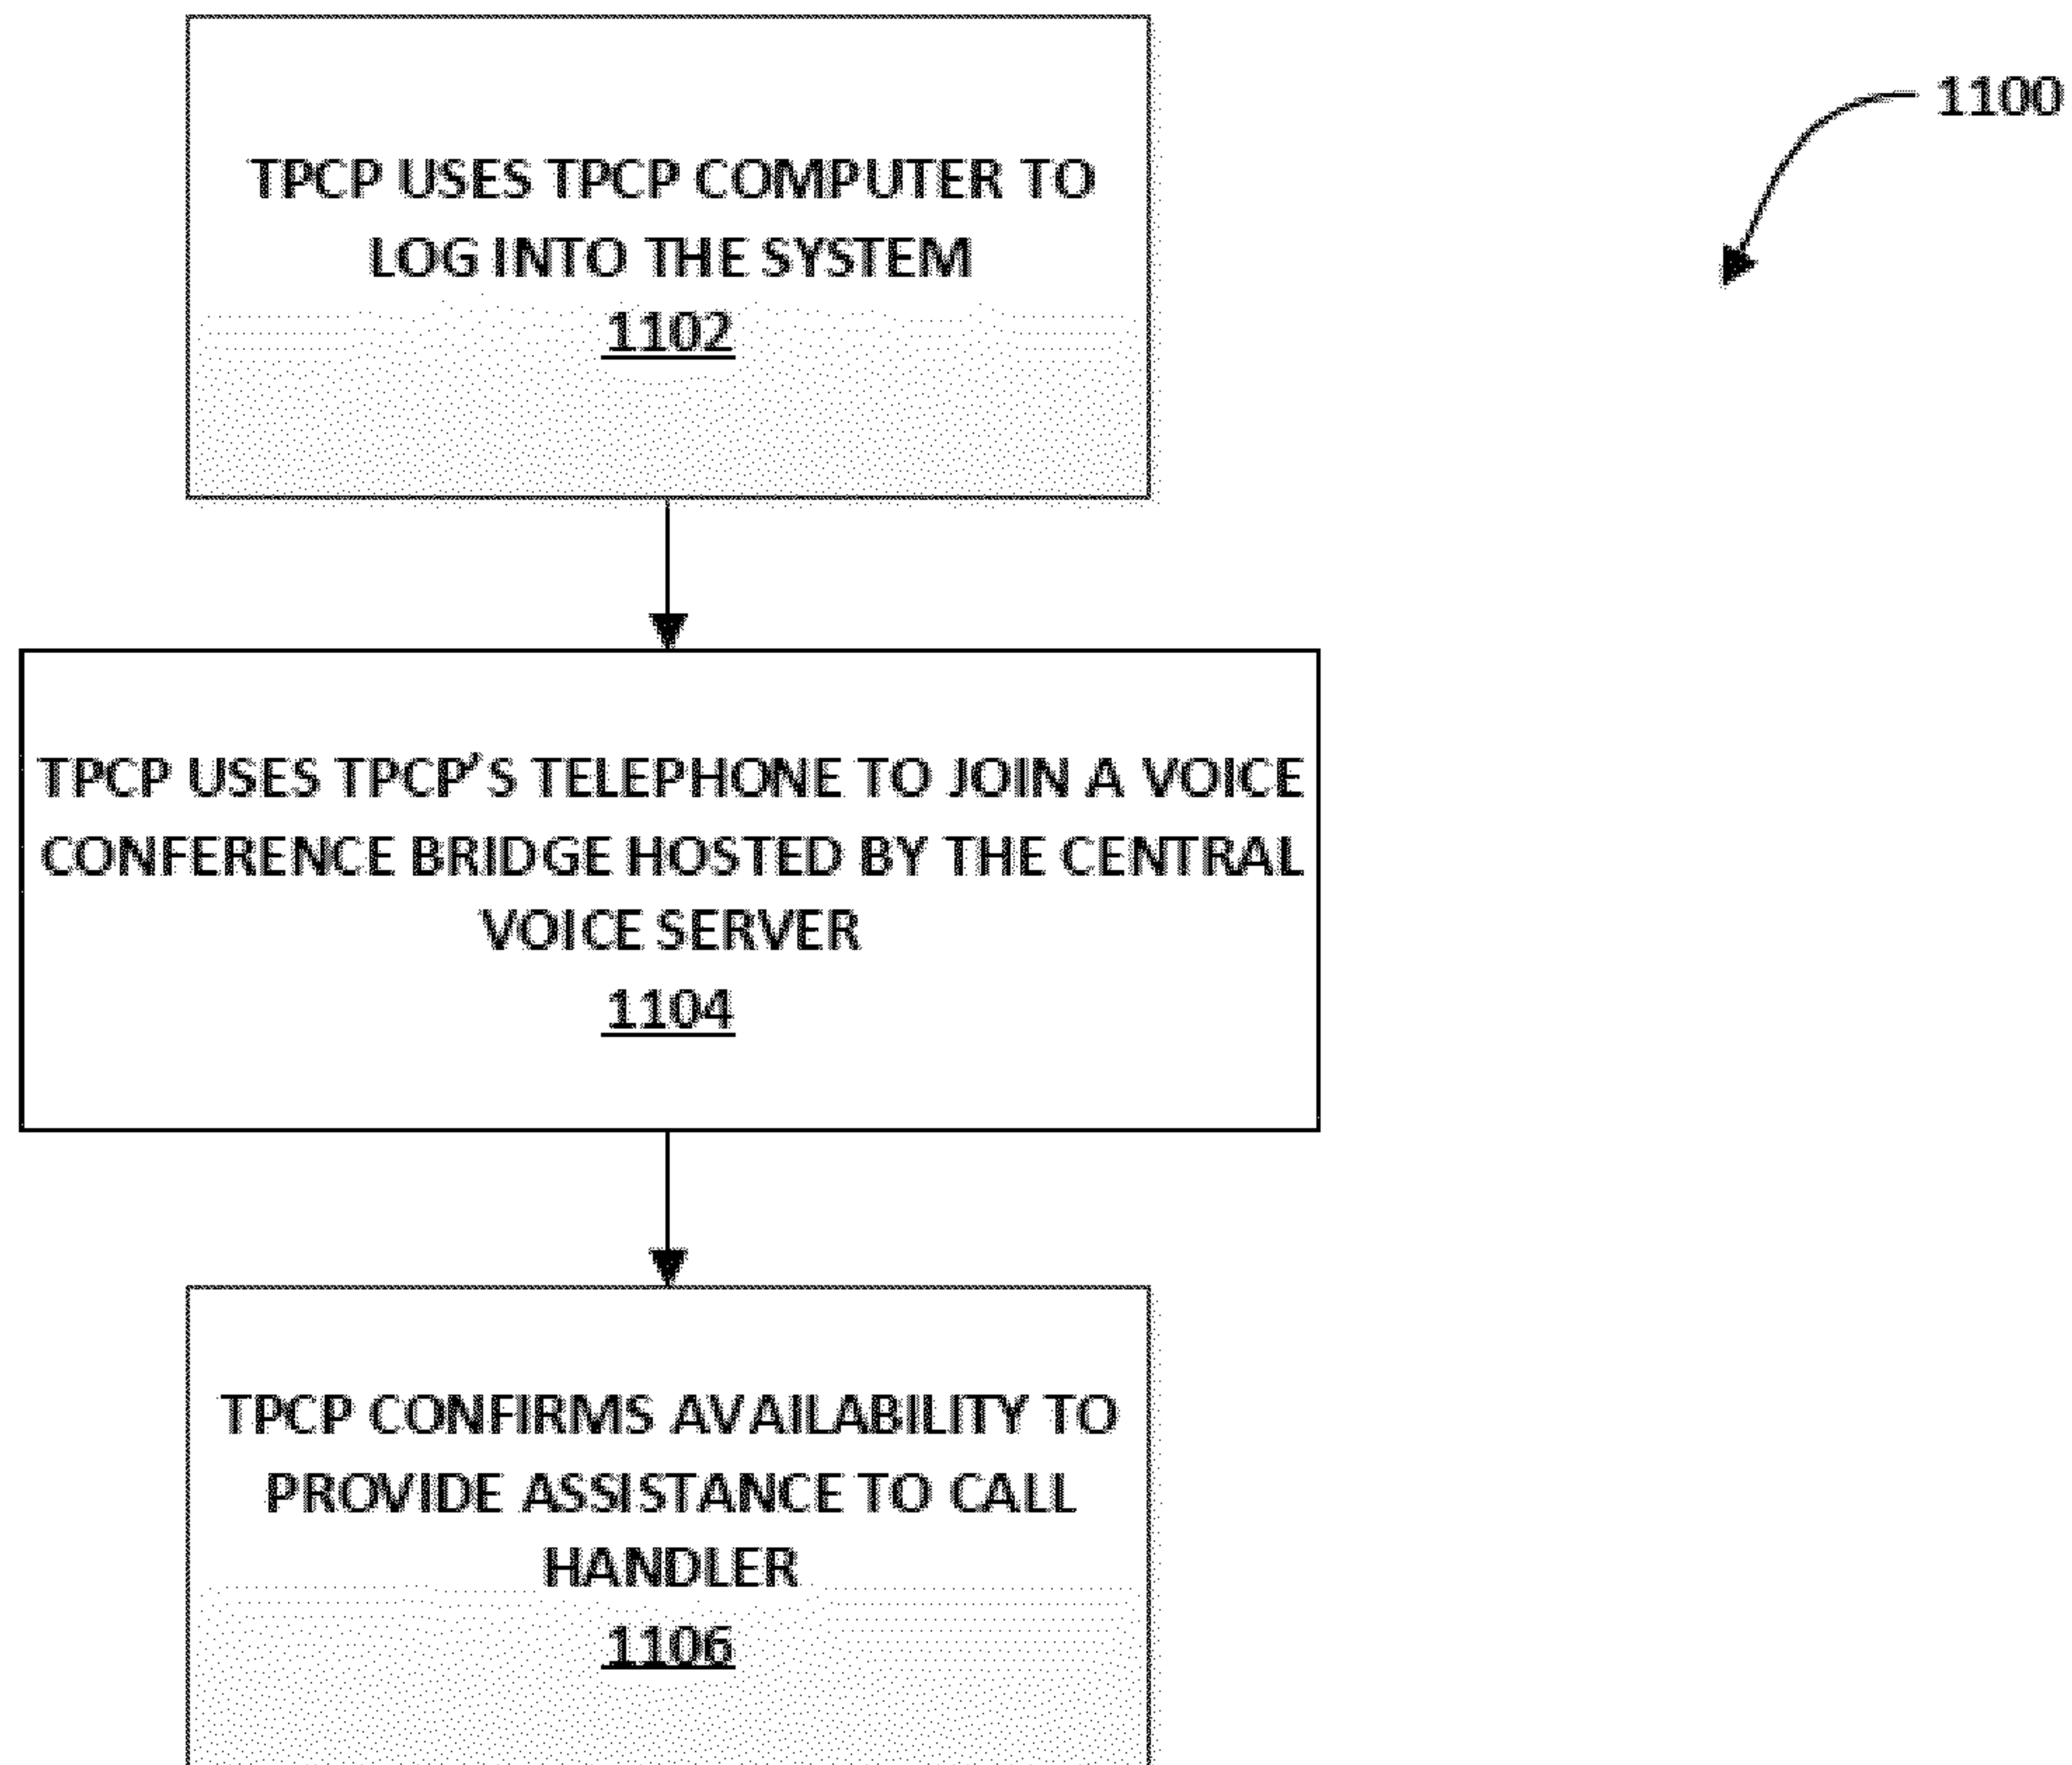 TPCP USES TPCP COMPUTER TO
LOG INTO THE SYSTEM
1102
1100
TPCP USES TPCP'S TELEPHONE TO JOIN A VOICE
CONFERENCE BRIDGE HOSTED BY THE CENTRAL
VOICE SERVER
1104
TPCP CONFIRMS AVAILABILITY TO
PROVIDE ASSISTANCE TO CALL
HANDLER
1106